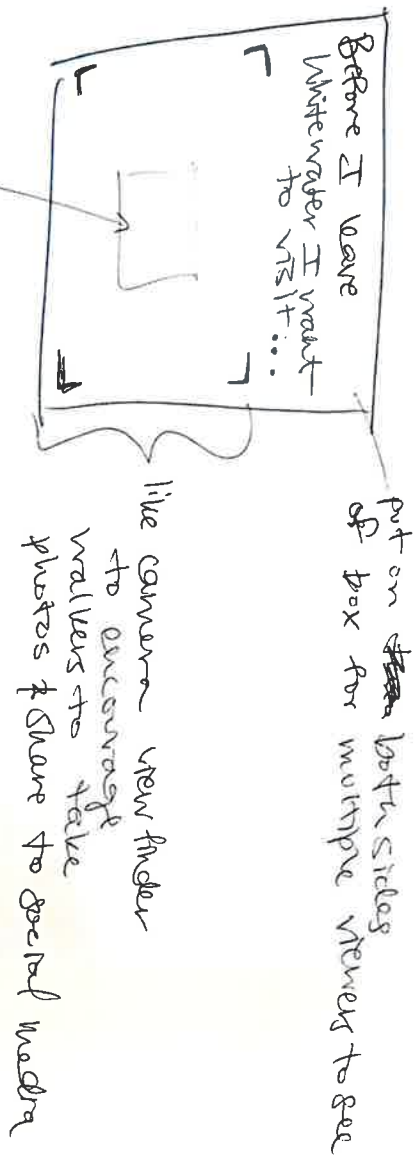 Before I leave
Whitewater I want
to visit...
put on both sides
of box for multiple viewers to see
like camera view finder
to encourage
walkers to take
photos & share to social media